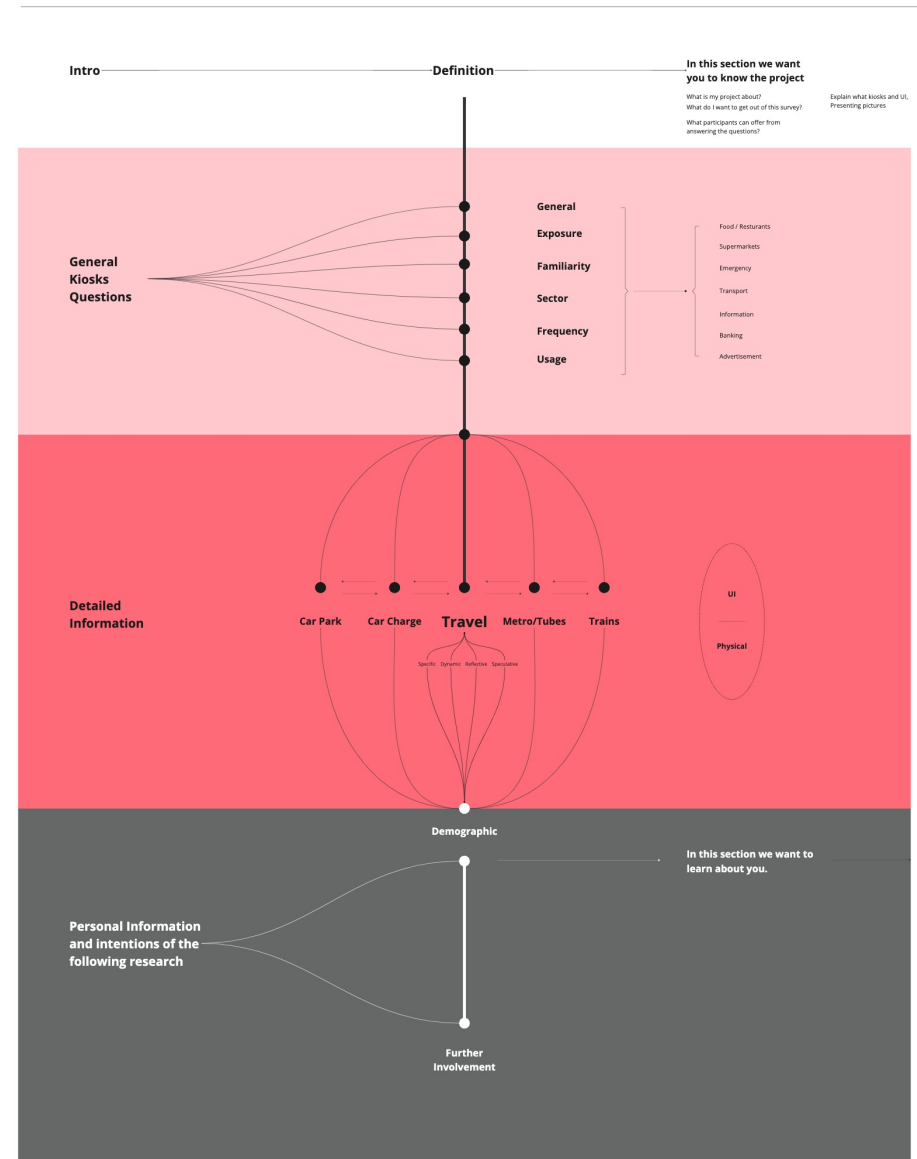 Intro
Definition
In this section we want
you to know the project
What is my project about?
What do I want to get out of this survey?
What participants can offer from
answering the questions?
Explain what kiosks and UI,
Presenting pictures
General
Kiosks
Questions
General
Exposure
Familiarity
Sector
Frequency
Usage
Food / Resturants
Supermarkets
Emergency
Transport
Information
Banking
Advertisement
Detailed
Information
Car Park
Car Charge
Travel
Metro/Tubes
Trains
Specific
Dynamic
Reflective
Speculative
UI
Physical
Demographic
In this section we want to
learn about you.
Personal Information
and intentions of the
following research
Further
Involvement